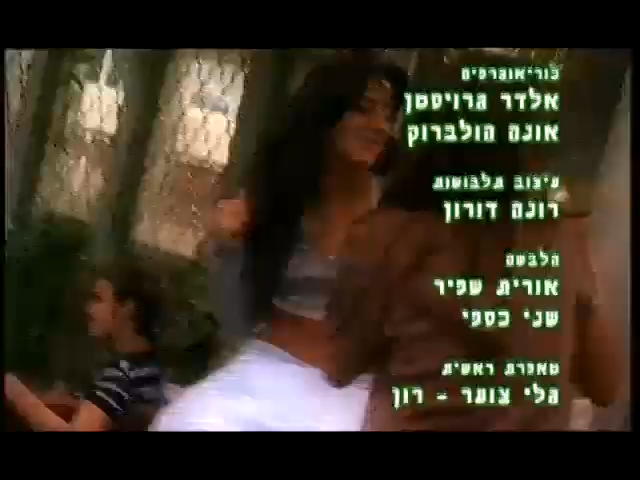 כוריאוגרפים
אלדר גרויסמן
אונה הולברוק
עיצוב תלבושות
רונה דורון
הלבשה
אורית שפיר
שני כספי
מאפרת ראשית
גלי צוער - רון